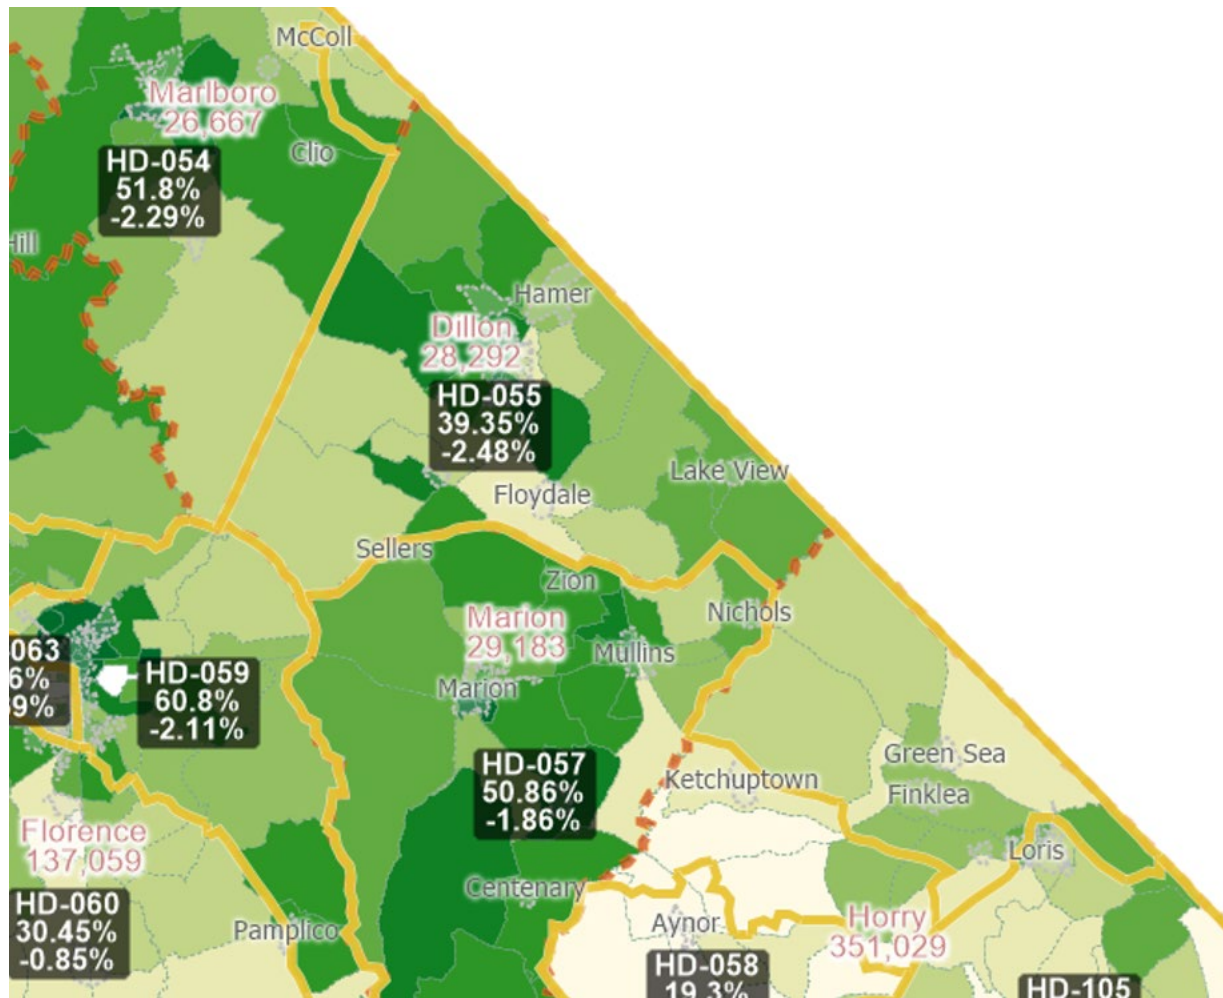 McColl
Marlboro
26,667
Clio
HD-054
51.8%
-2.29%
Hill
Hamer
Dillon
28,292
HD-055
39.35%
-2.48%
Lake View
Floydale
Sellers
Zion
Marion
29,183
Nichols
Mullins
Marion
063
6%
9%
HD-059
60.8%
-2.11%
HD-057
50.86%
-1.86%
Ketchuptown
Green Sea
Finklea
Florence
137,059
Loris
HD-060
30.45%
-0.85%
Pamplico
Centenary
Aynor
Horry
351,029
HD-058
19.3%
HD-105